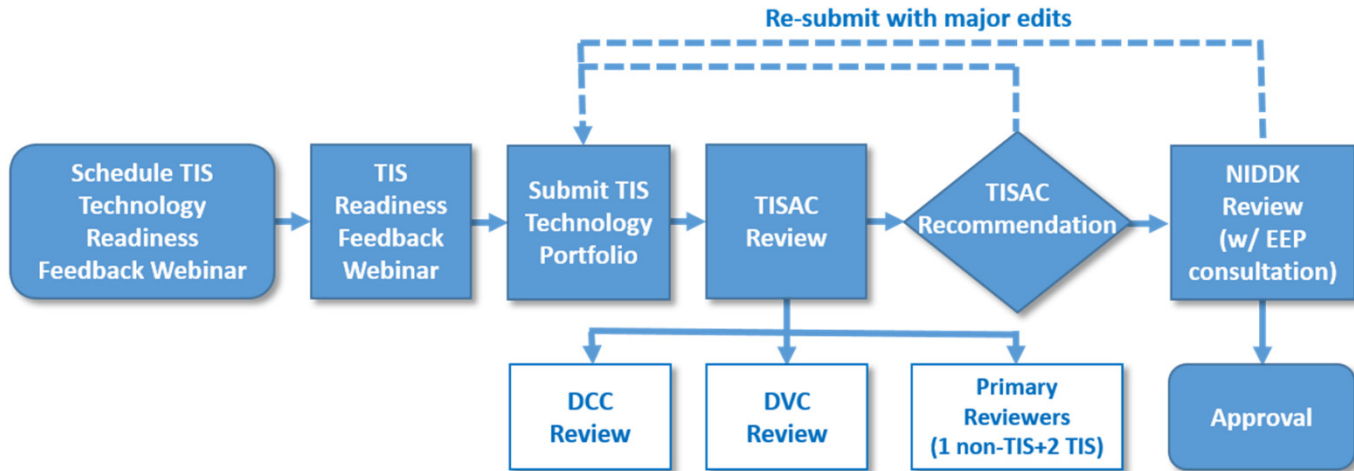 Re-submit with major edits
Schedule TIS
Technology
Readiness
Feedback Webinar
TIS
Readiness
Feedback
Webinar
Submit TIS
Technology
Portfolio
TISAC
Review
TISAC
Recommendation
NIDDK
Review
(w/ EEP
consultation)
DCC
Review
DVC
Review
Primary
Reviewers
(1 non-TIS+2 TIS)
Approval